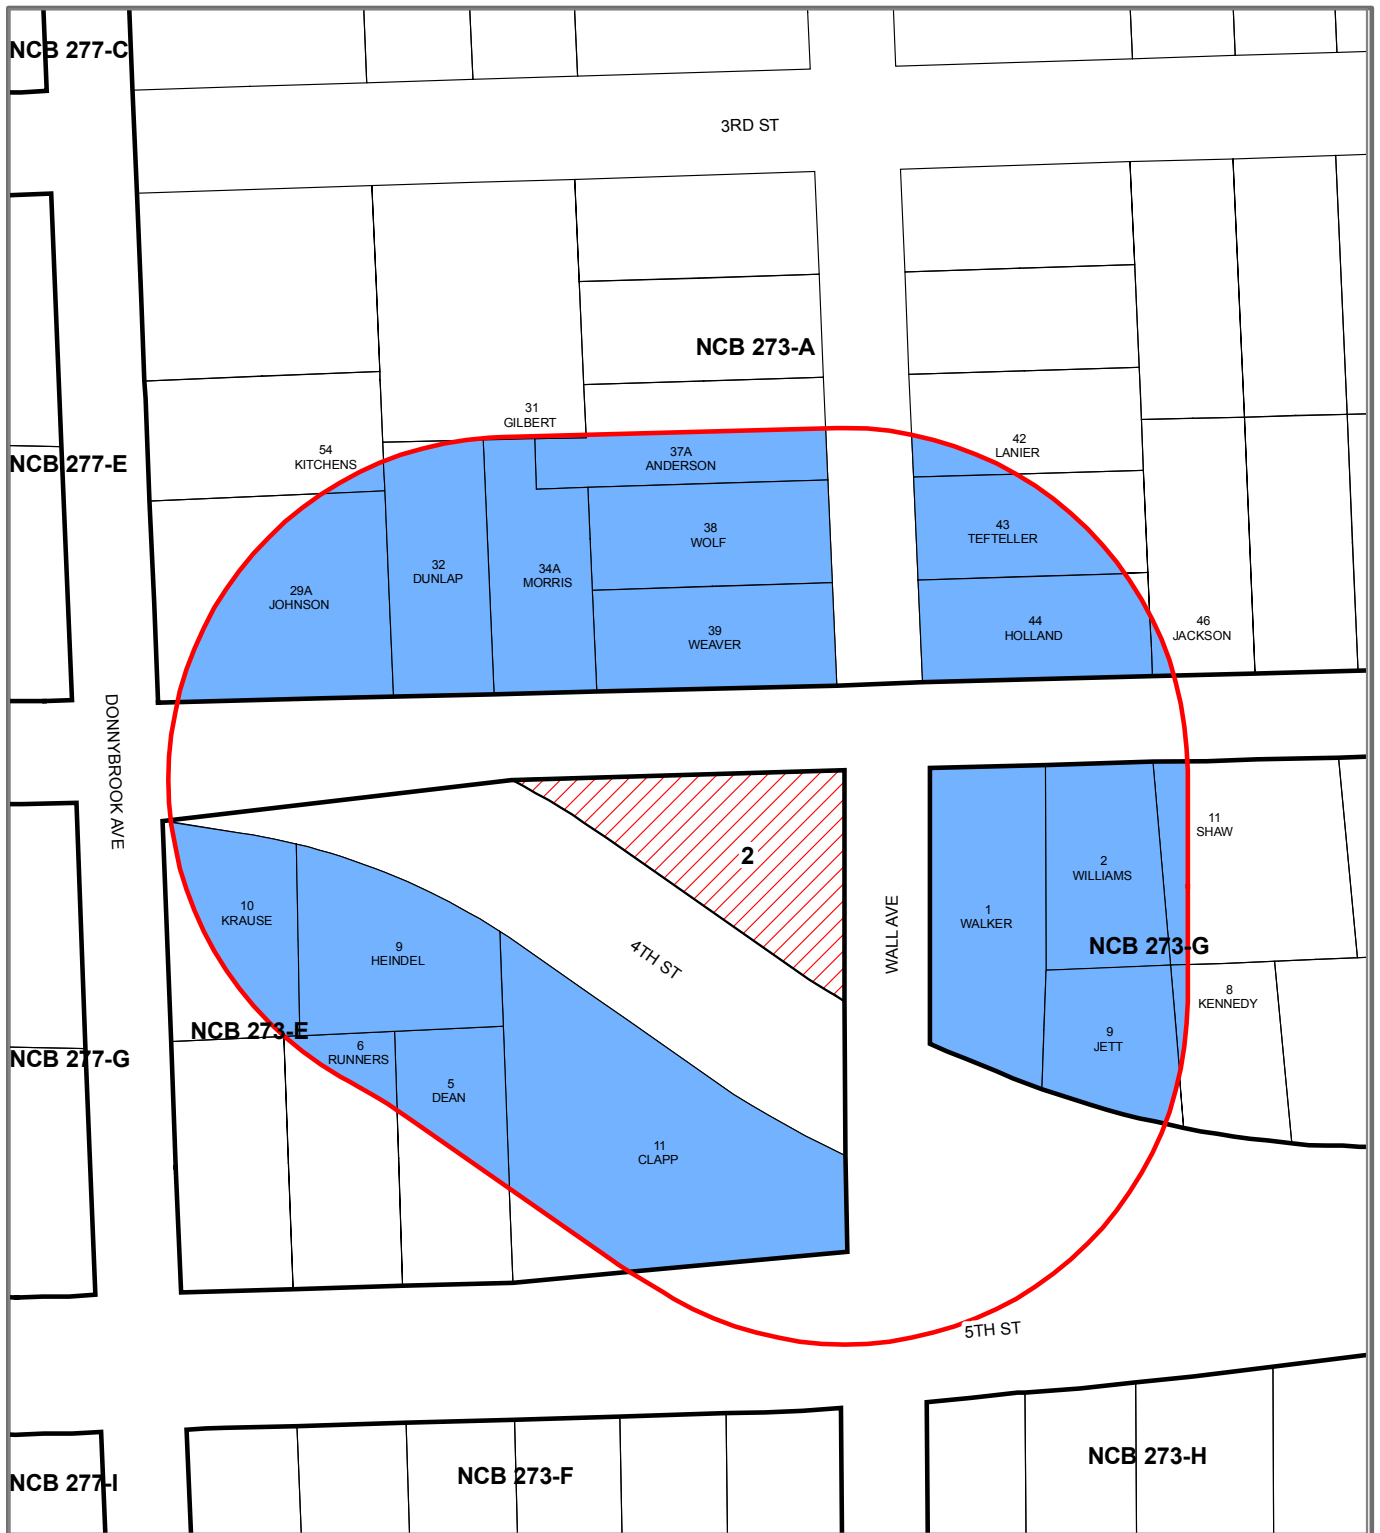 NCB 277-C
3RD ST
NCB 273-A
31
GILBERT
54
KITCHENS
NCB 277-E
37A
ANDERSON
42
LANIER
38
WOLF
43
TEFTELLER
32
DUNLAP
34A
MORRIS
29A
JOHNSON
39
WEAVER
44
HOLLAND
46
JACKSON
DONNYBROOK AVE
2
11
SHAW
2
WILLIAMS
10
KRAUSE
1
WALKER
WALL AVE
9
HEINDEL
4TH ST
NCB 273-G
8
KENNEDY
NCB 273-E
9
JETT
NCB 277-G
6
RUNNERS
5
DEAN
11
CLAPP
5TH ST
NCB 273-H
NCB 273-F
NCB 277-I